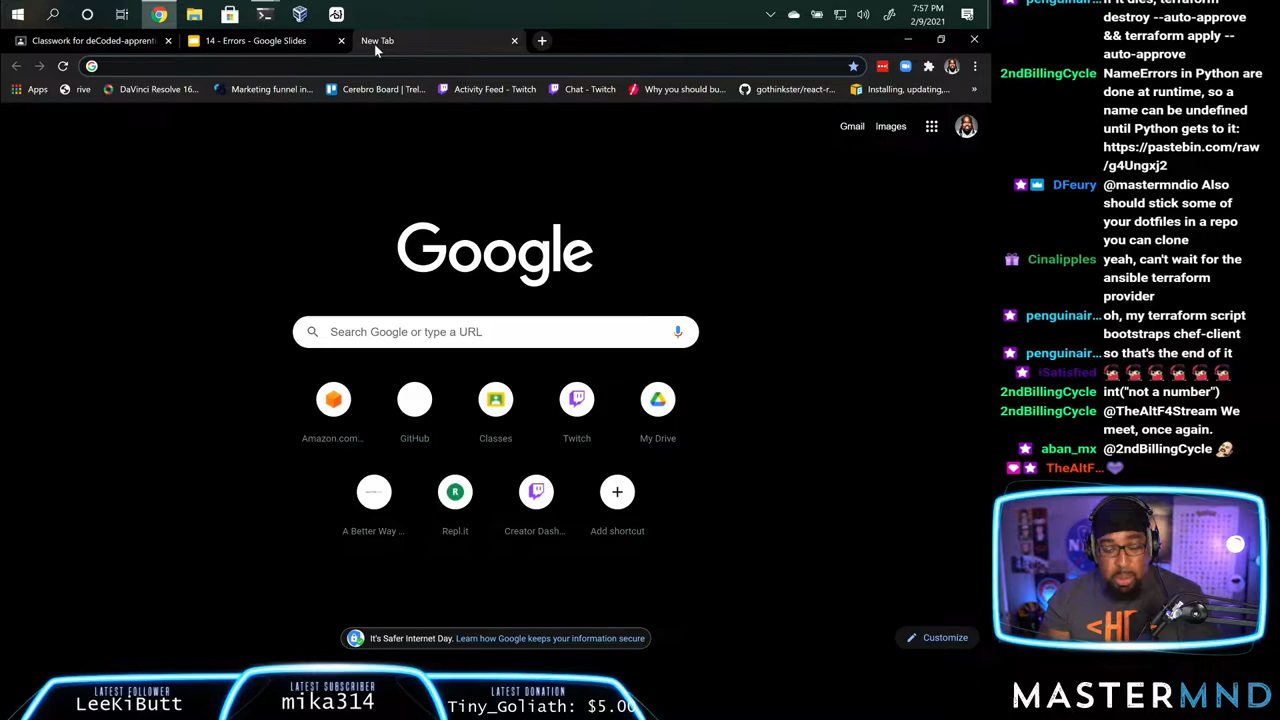 7:57 PM
2/9/2021
Classwork for deCoded-apprent
14 - Errors - Google Slides
New Tab
Apps
rive
DaVinci Resolve 16...
Marketing funnel in...
Cerebro Board | Trel...
Activity Feed - Twitch
Chat - Twitch
Why you should bu...
gothinkster/react-r...
Installing, updating,...
»
Gmail
Images
Google
Search Google or type a URL
Amazon.com...
GitHub
Classes
Twitch
My Drive
A Better Way ...
Repl.it
Creator Dash...
Add shortcut
It's Safer Internet Day. Learn how Google keeps your information secure
Customize
penguinair... if it dies, terraform
destroy --auto-approve
&& terraform apply --
auto-approve
2ndBillingCycle NameErrors in Python are
done at runtime, so a
name can be undefined
until Python gets to it:
https://pastebin.com/raw
/g4Ungxj2
DFeury @mastermndio Also
should stick some of
your dotfiles in a repo
you can clone
Cinalipples yeah, can't wait for the
ansible terraform
provider
penguinair... oh, my terraform script
bootstraps chef-client
penguinair... so that's the end of it
iSatisfied
2ndBillingCycle int("not a number")
2ndBillingCycle @TheAltF4Stream We
meet, once again.
aban_mx @2ndBillingCycle
TheAltF...
LATEST FOLLOWER
LeeKiButt
LATEST SUBSCRIBER
mika314
LATEST DONATION
Tiny_Goliath: $5.00
MASTERMND